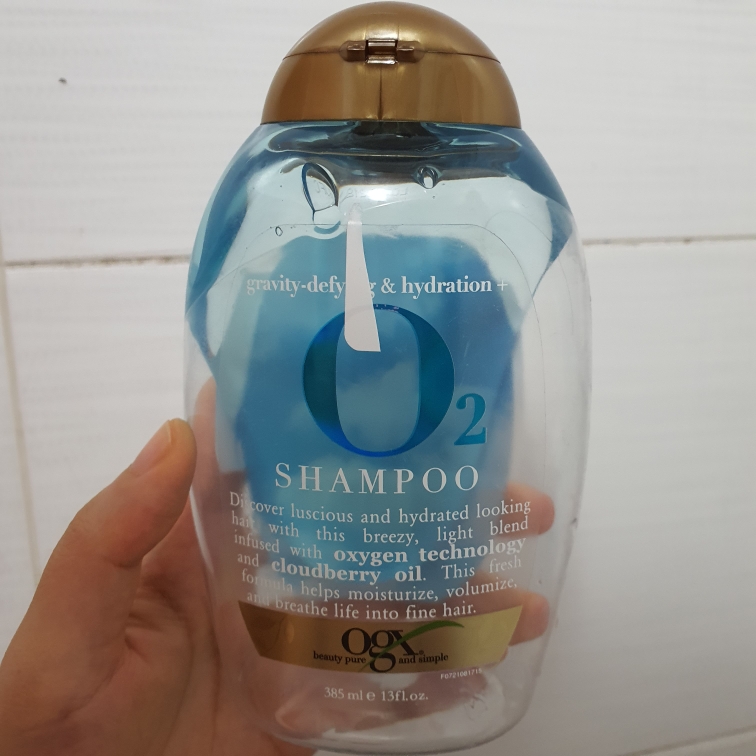 gravity-defying & hydration +
O2
SHAMPOO
Discover luscious and hydrated looking
hair with this breezy, light blend
infused with oxygen technology
and cloudberry oil. This fresh
formula helps moisturize, volumize,
and breathe life into fine hair.
ogx®
beauty pure and simple
385 ml e 13fl.oz.